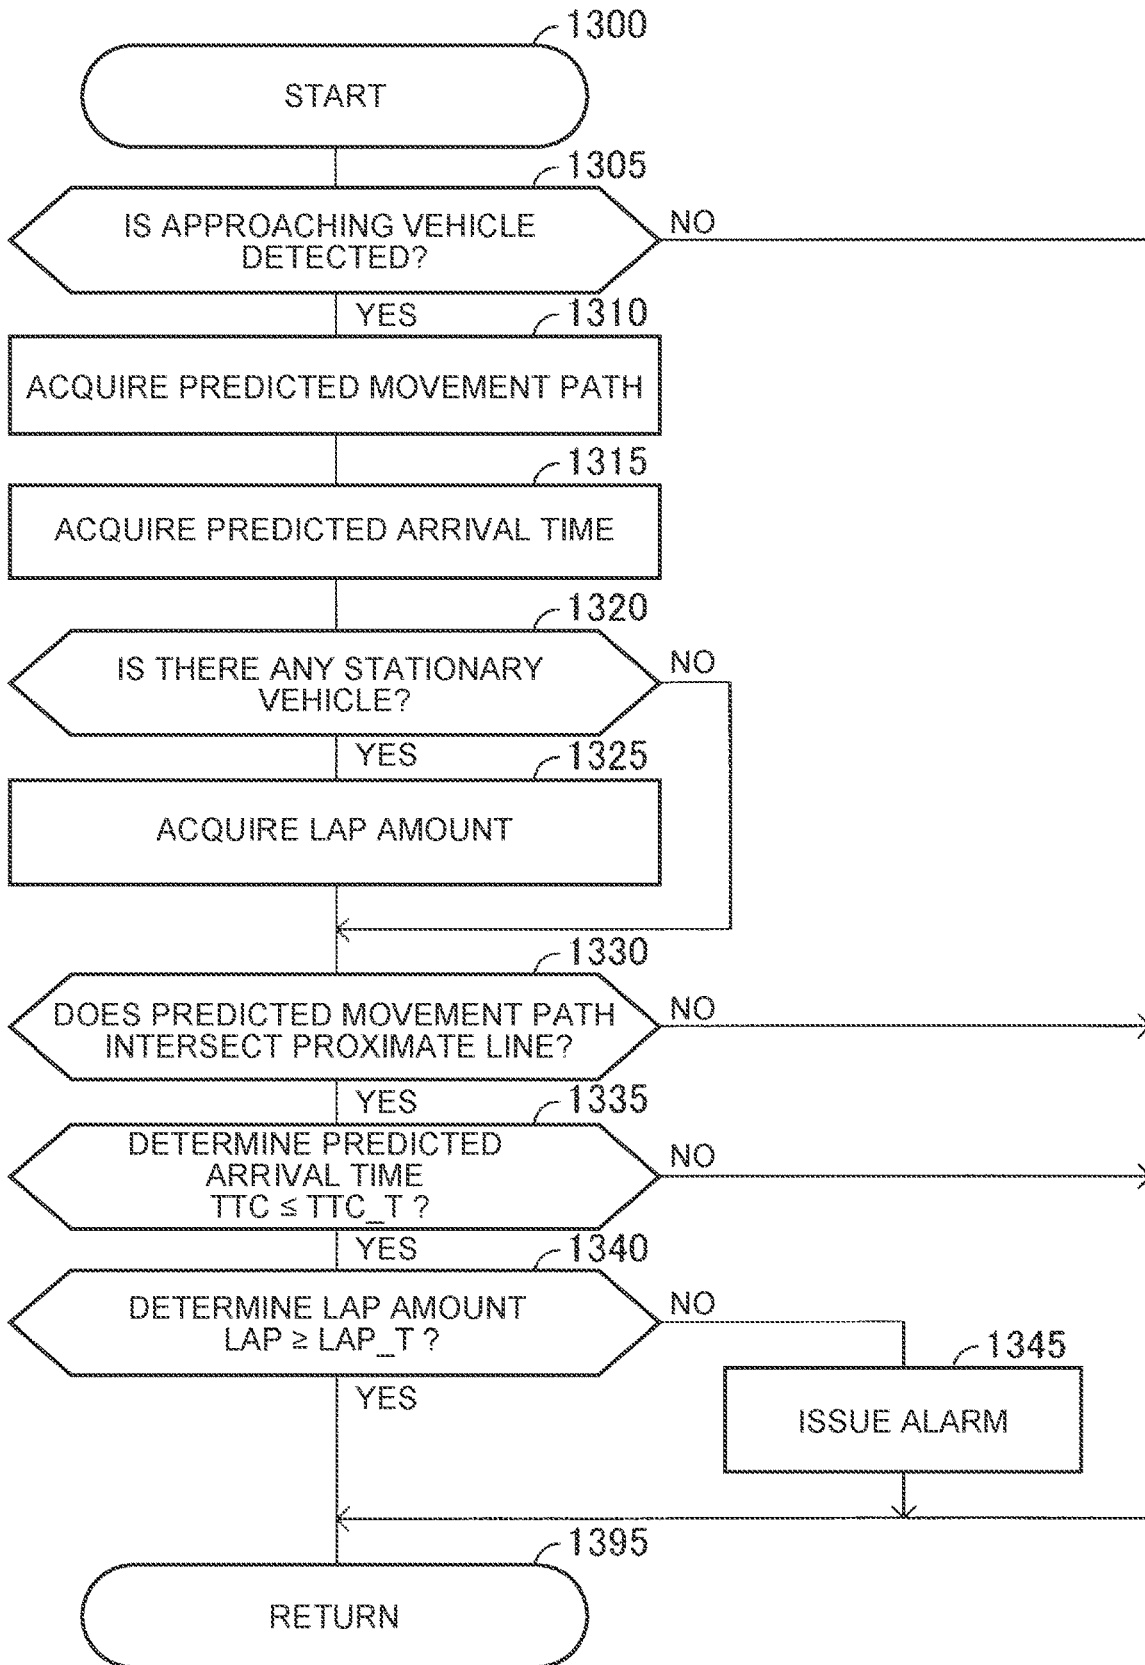 1300
START
1305
IS APPROACHING VEHICLE
DETECTED?
NO
YES
1310
ACQUIRE PREDICTED MOVEMENT PATH
1315
ACQUIRE PREDICTED ARRIVAL TIME
1320
IS THERE ANY STATIONARY
VEHICLE?
NO
YES
1325
ACQUIRE LAP AMOUNT
1330
DOES PREDICTED MOVEMENT PATH
INTERSECT PROXIMATE LINE?
NO
YES
1335
DETERMINE PREDICTED
ARRIVAL TIME
TTC ≤ TTC_T ?
NO
YES
1340
DETERMINE LAP AMOUNT
LAP ≥ LAP_T ?
NO
YES
1345
ISSUE ALARM
1395
RETURN